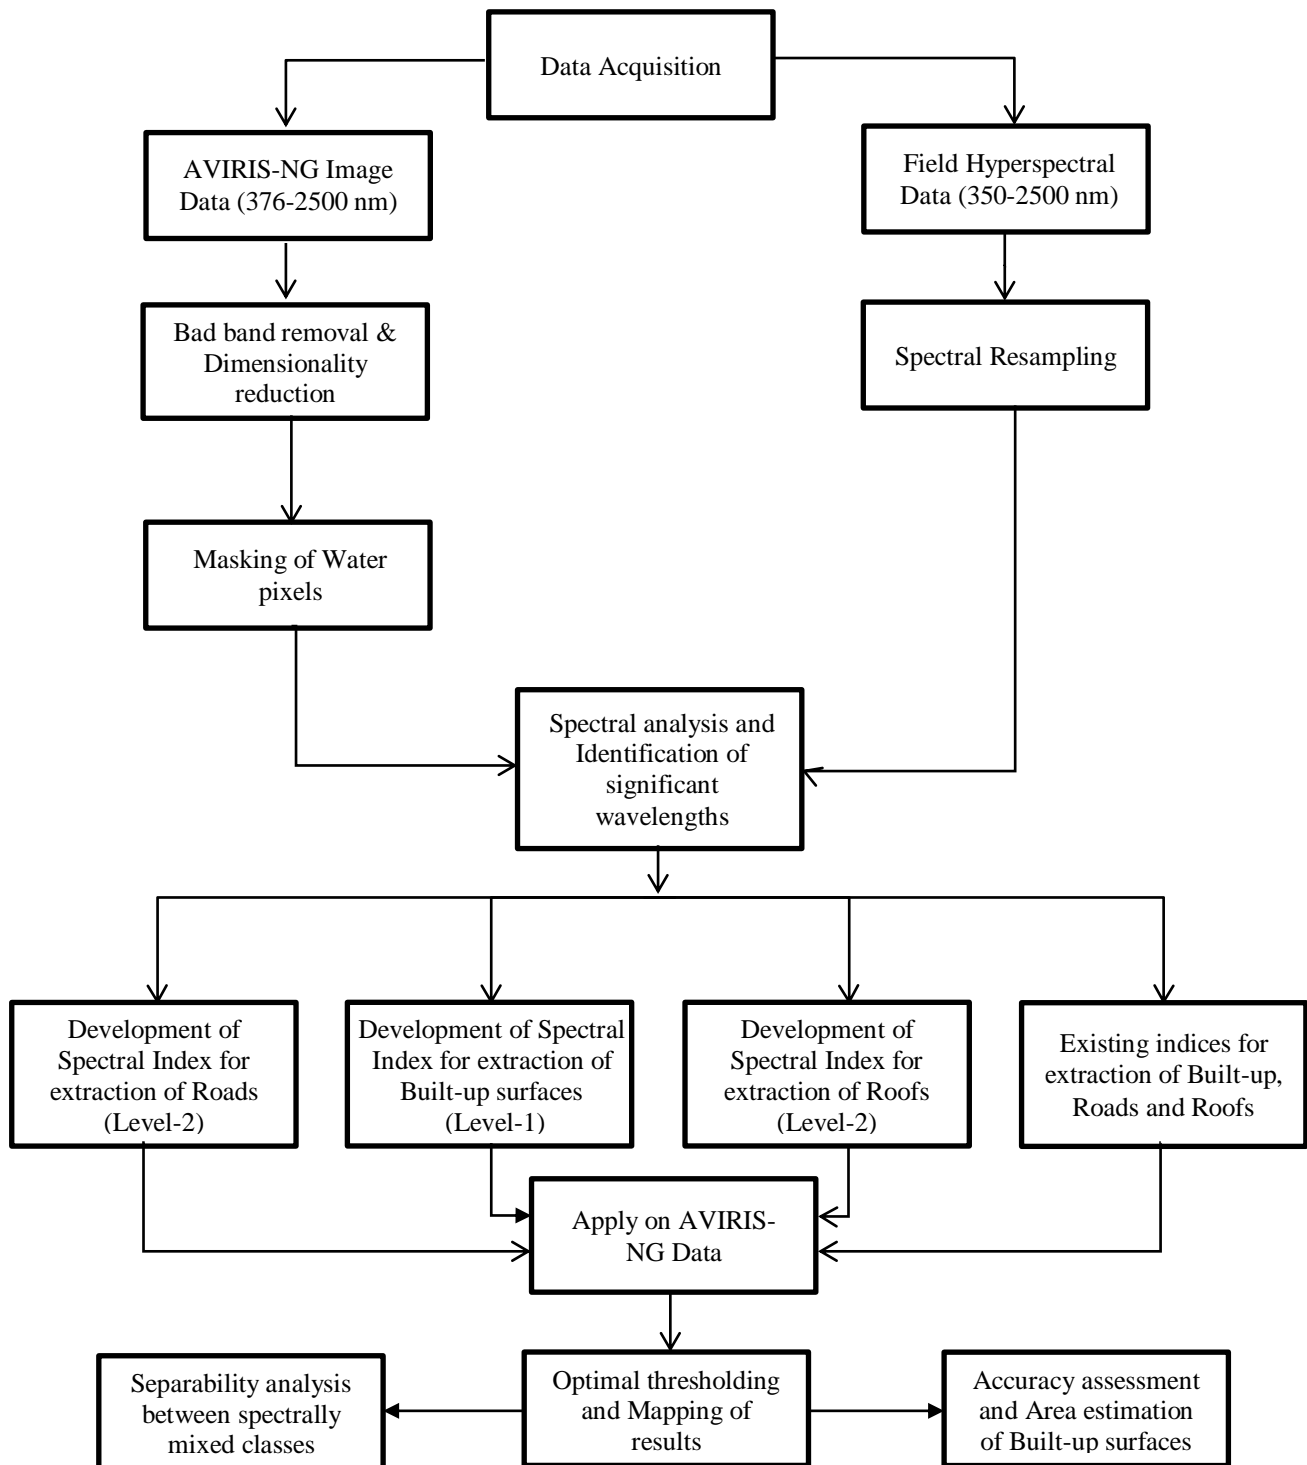 Data Acquisition
AVIRIS-NG Image
Data (376-2500 nm)
Field Hyperspectral
Data (350-2500 nm)
Bad band removal &
Dimensionality
reduction
Spectral Resampling
Masking of Water
pixels
Spectral analysis and
Identification of
significant
wavelengths
Development of
Spectral Index for
extraction of Roads
(Level-2)
Development of Spectral
Index for extraction of
Built-up surfaces
(Level-1)
Development of
Spectral Index for
extraction of Roofs
(Level-2)
Existing indices for
extraction of Built-up,
Roads and Roofs
Apply on AVIRIS-
NG Data
Separability analysis
between spectrally
mixed classes
Optimal thresholding
and Mapping of
results
Accuracy assessment
and Area estimation
of Built-up surfaces